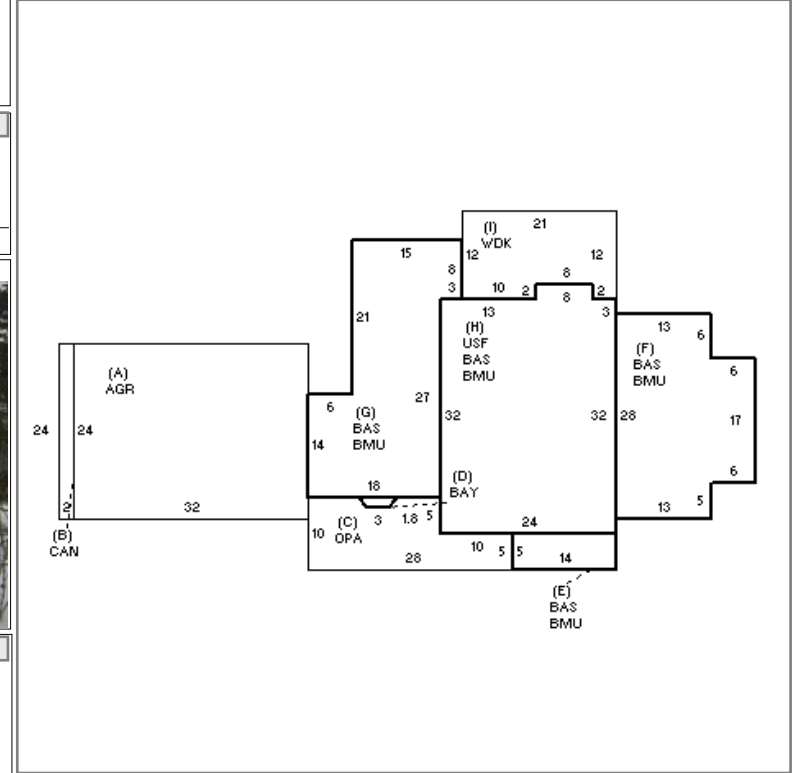 (I) 21
WDK
12 12
15
8
8
3 10 2 8 2
13 3
21
(H)
USF
BAS
BMU
13 6
(F)
BAS
BMU
6
(A)
AGR
6
27
(G)
BAS
BMU
24 24
14
32 32 28
17
18
(D)
BAY
6
2 32
13 5
(C)
OPA
3 1.8 5
24
10
(B)
CAN
10 5 5
28
14
(E)
BAS
BMU